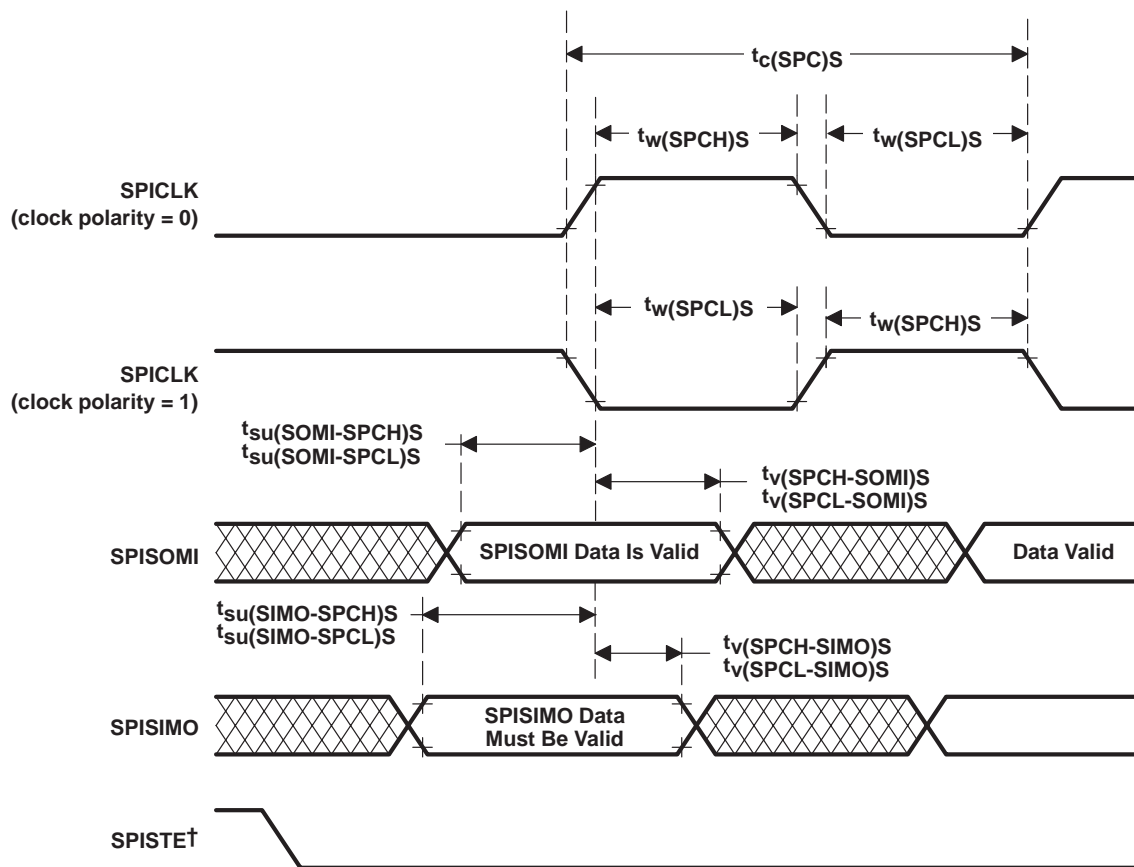 tc(SPC)S
tw(SPCH)S
tw(SPCL)S
SPICLK
(clock polarity = 0)
tw(SPCL)S
tw(SPCH)S
SPICLK
(clock polarity = 1)
tsu(SOMI-SPCH)S
tsu(SOMI-SPCL)S
tv(SPCH-SOMI)S
tv(SPCL-SOMI)S
SPISOMI
SPISOMI Data Is Valid
Data Valid
tsu(SIMO-SPCH)S
tsu(SIMO-SPCL)S
tv(SPCH-SIMO)S
tv(SPCL-SIMO)S
SPISIMO
SPISIMO Data
Must Be Valid
SPISTE†